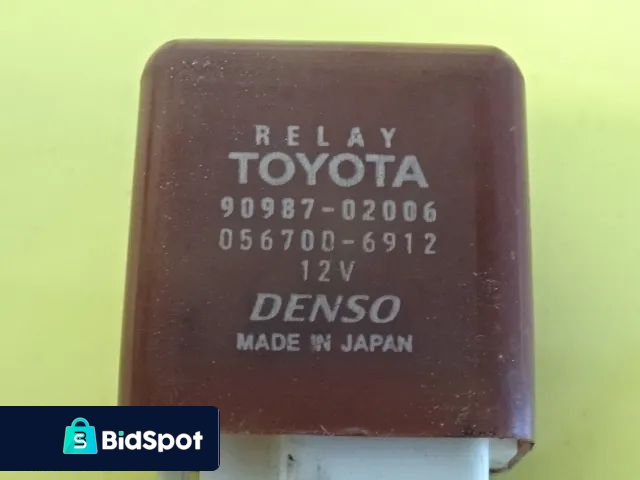 RELAY
TOYOTA
90987-02006
056700-6912
12V
DENSO
MADE IN JAPAN
S
BidSpot